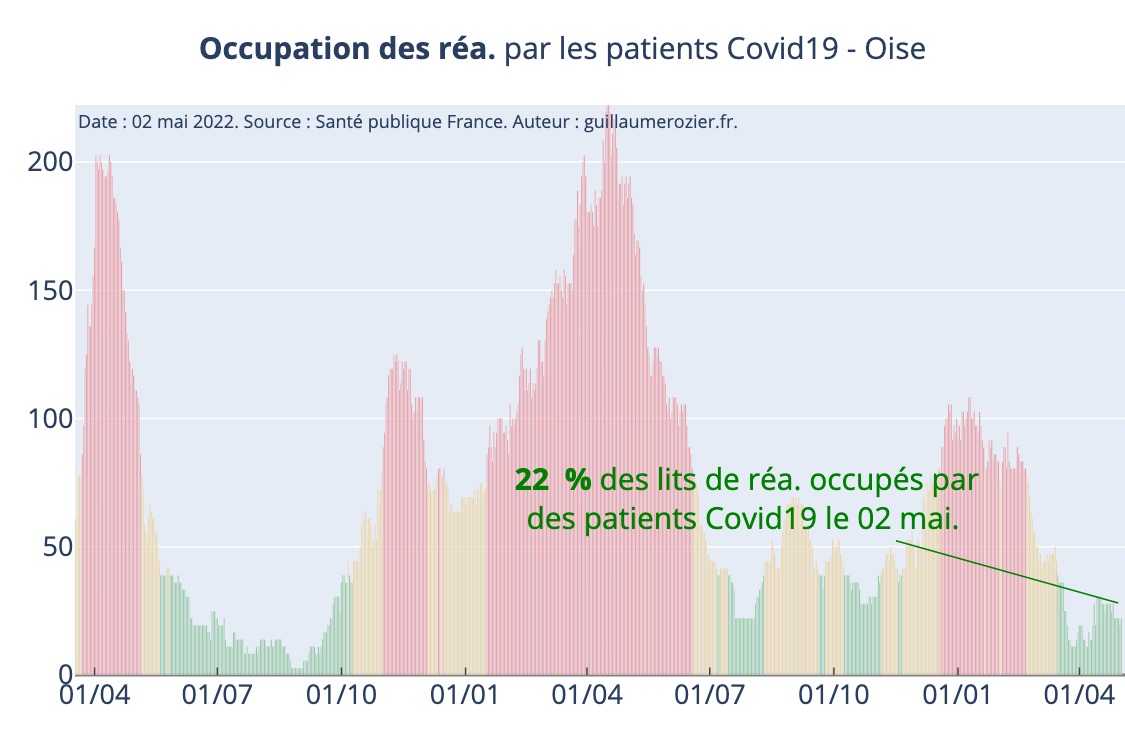 Occupation des réa. par les patients Covid19 - Oise
Date : 02 mai 2022. Source : Santé publique France. Auteur : guillaumerozier.fr.
200
150
100
50
0
22 % des lits de réa. occupés par
des patients Covid19 le 02 mai.
01/04 01/07 01/10 01/01 01/04 01/07 01/10 01/01 01/04